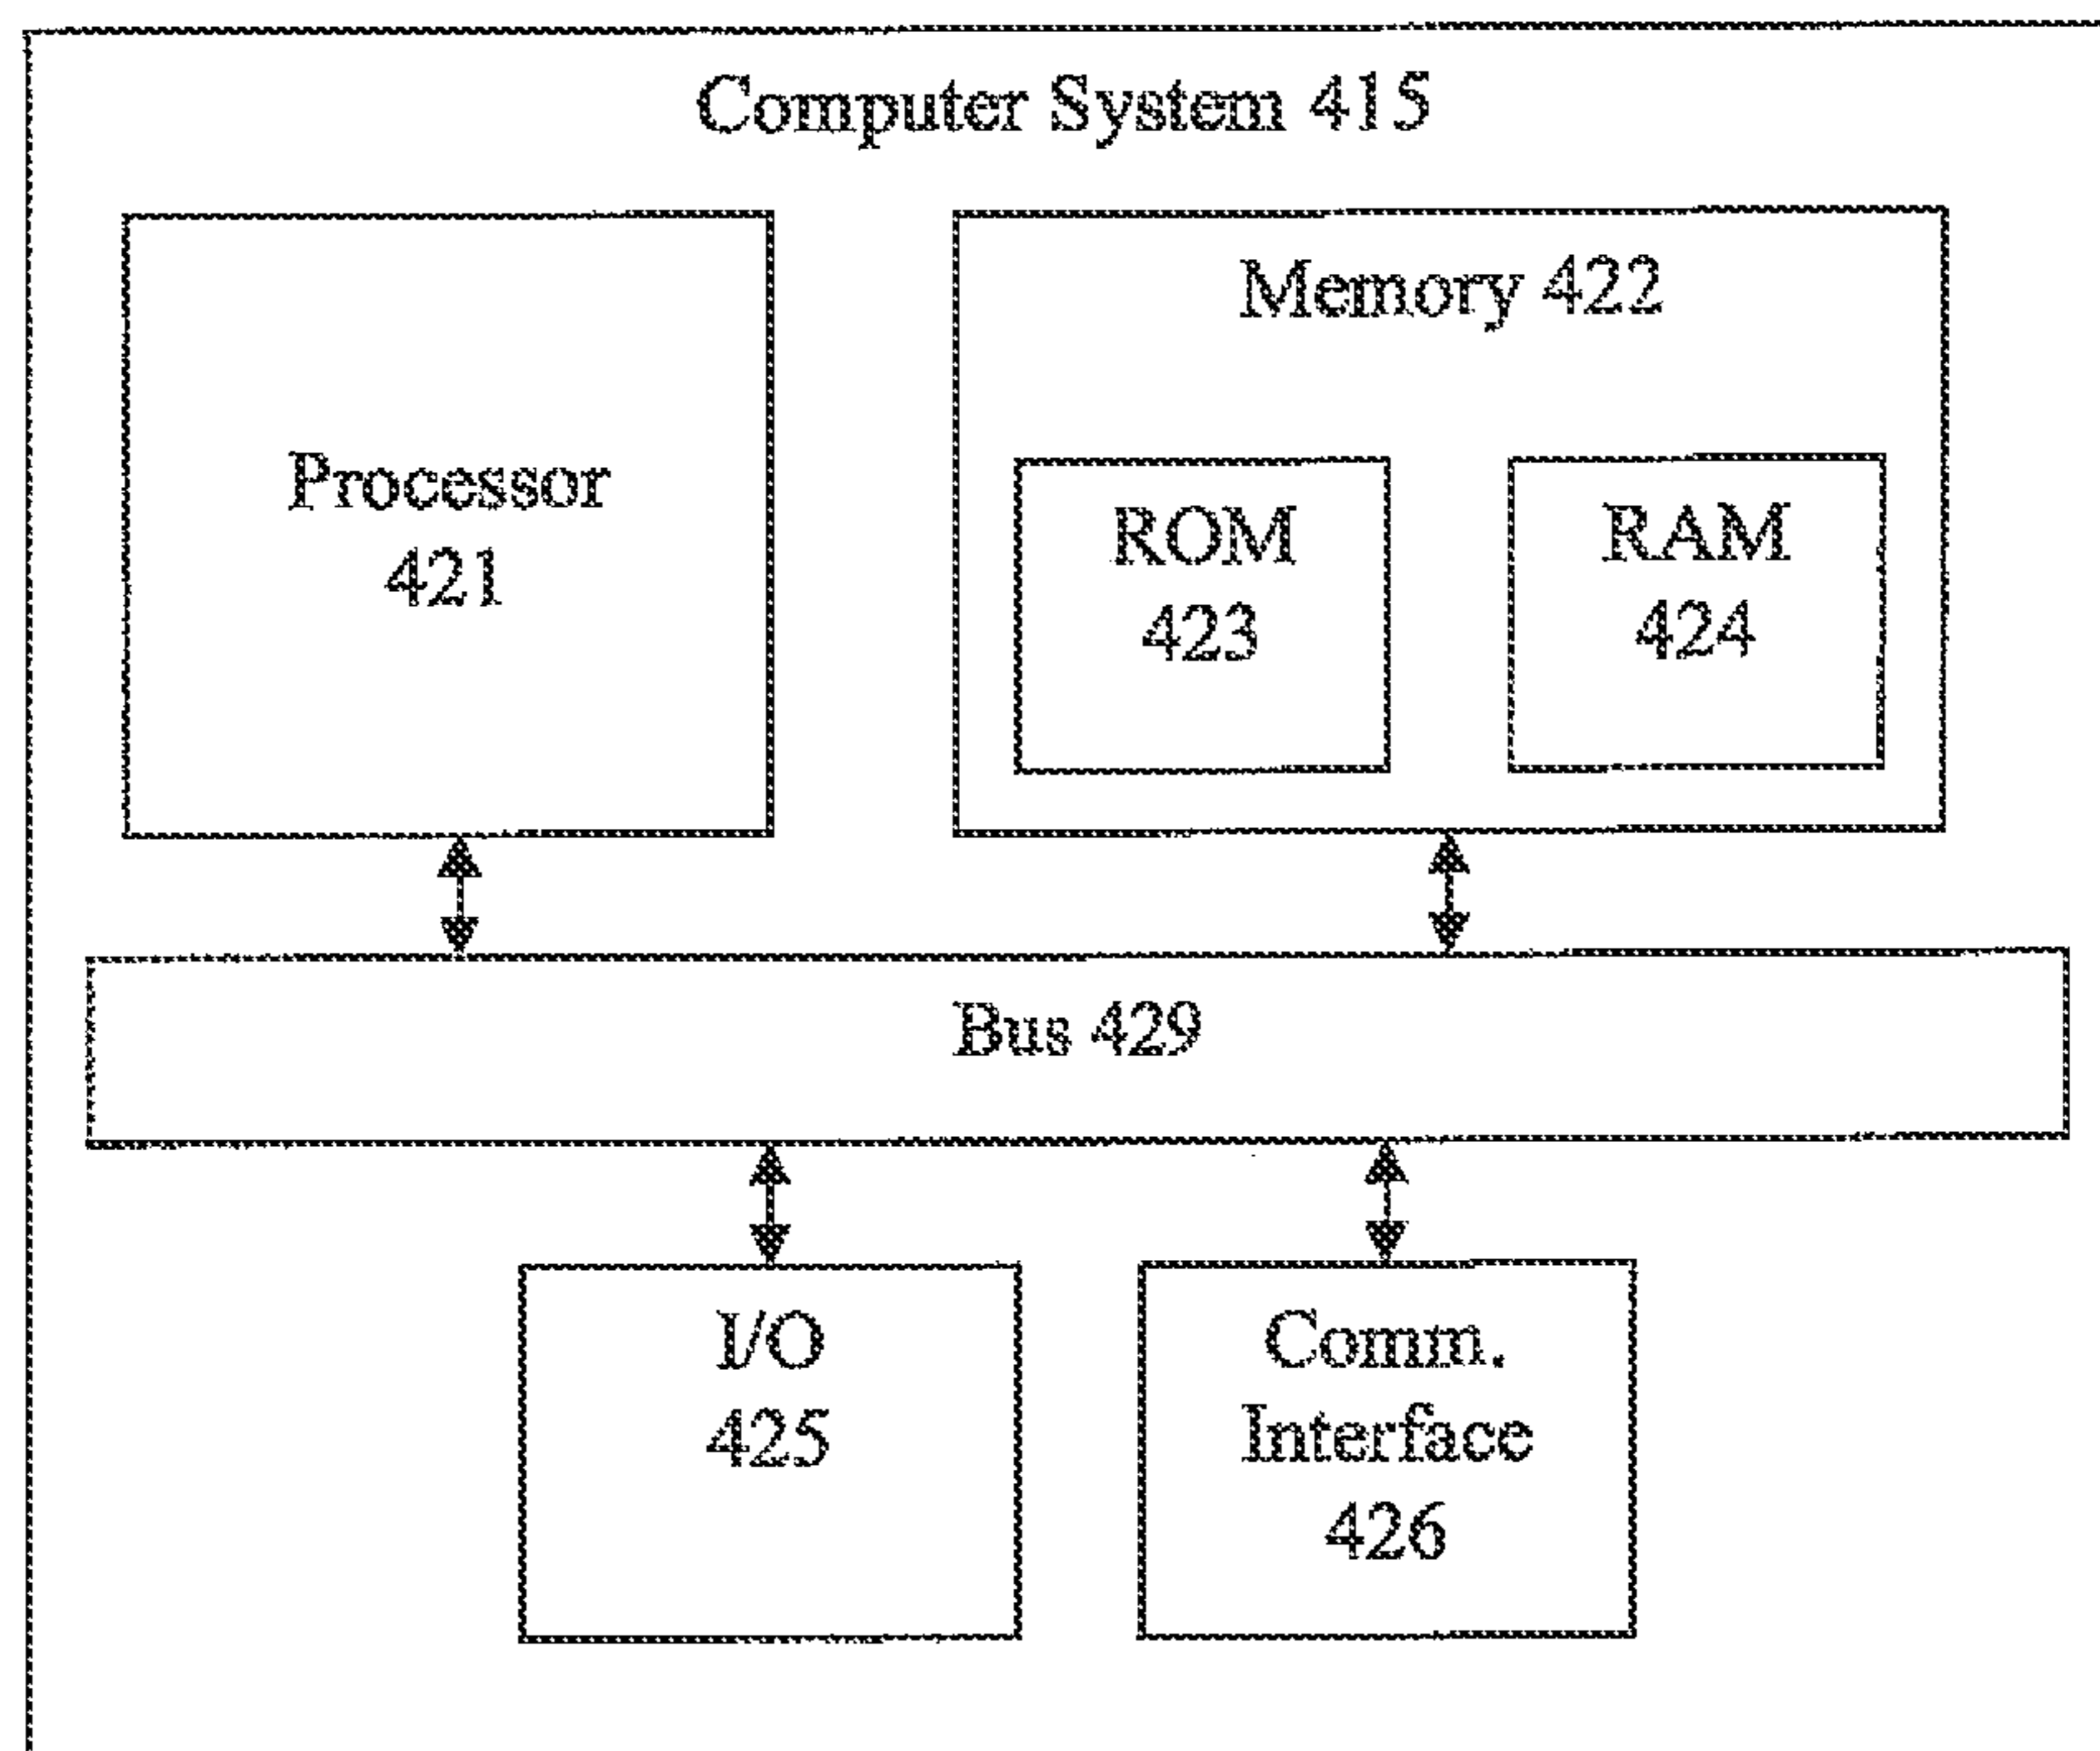 Computer System 415
Processor
421
Memory 422
ROM
423
RAM
424
Bus 429
I/O
425
Comm.
Interface
426